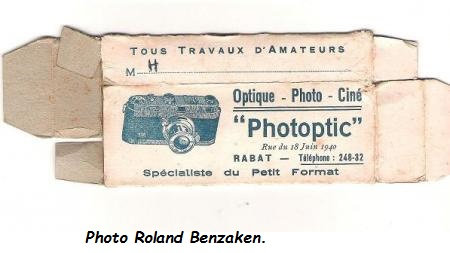 TOUS TRAVAUX D'AMATEURS
M H
Optique - Photo - Ciné
"Photoptic"
Rue du 18 Juin 1940
RABAT — Téléphone : 248-32
Spécialiste du Petit Format
Photo Roland Benzaken.